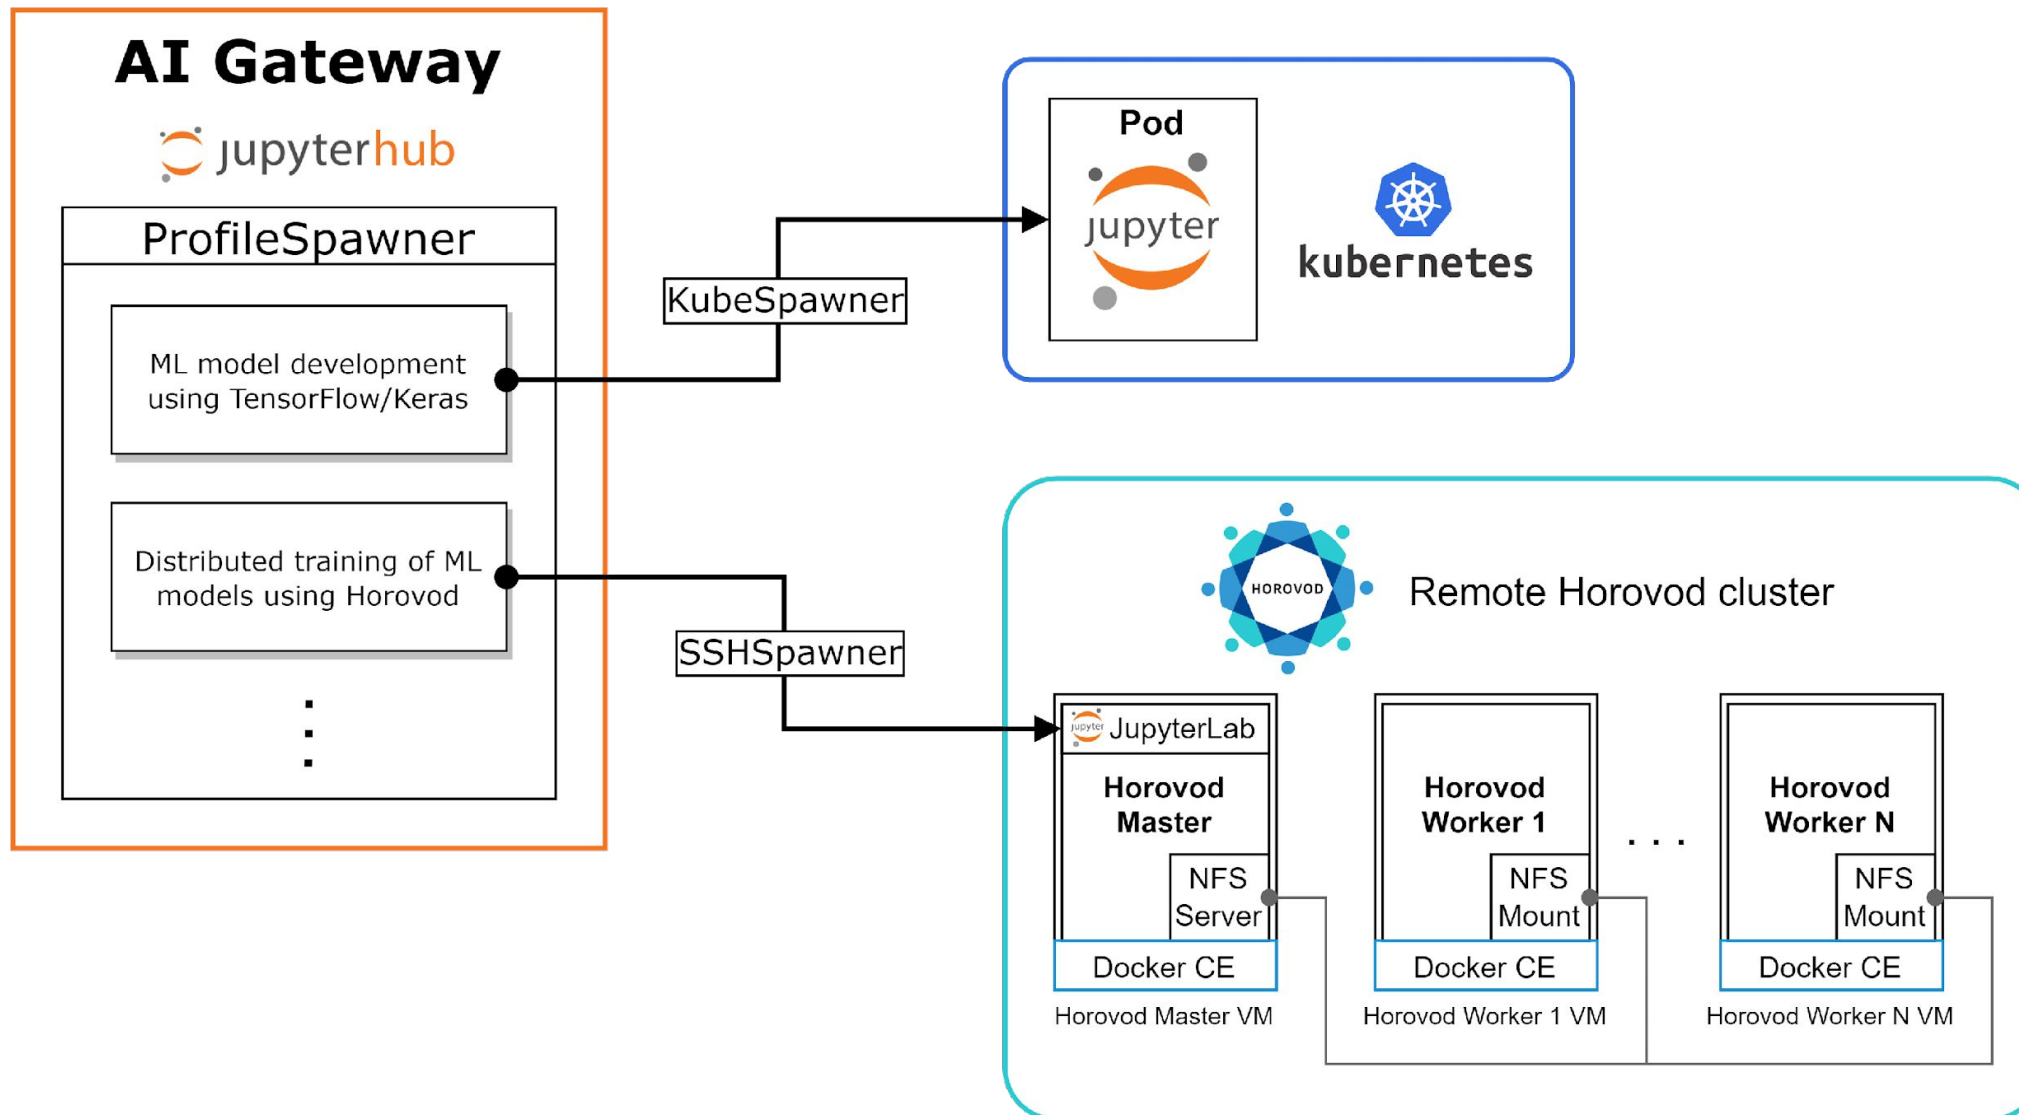 AI Gateway
jupyterhub
ProfileSpawner
ML model development
using TensorFlow/Keras
Distributed training of ML
models using Horovod
KubeSpawner
SSHSpawner
Pod
jupyter
kubernetes
HOROVOD
Remote Horovod cluster
jupyter JupyterLab
Horovod
Master
NFS
Server
Docker CE
Horovod Master VM
Horovod
Worker 1
NFS
Mount
Docker CE
Horovod Worker 1 VM
. . .
Horovod
Worker N
NFS
Mount
Docker CE
Horovod Worker N VM